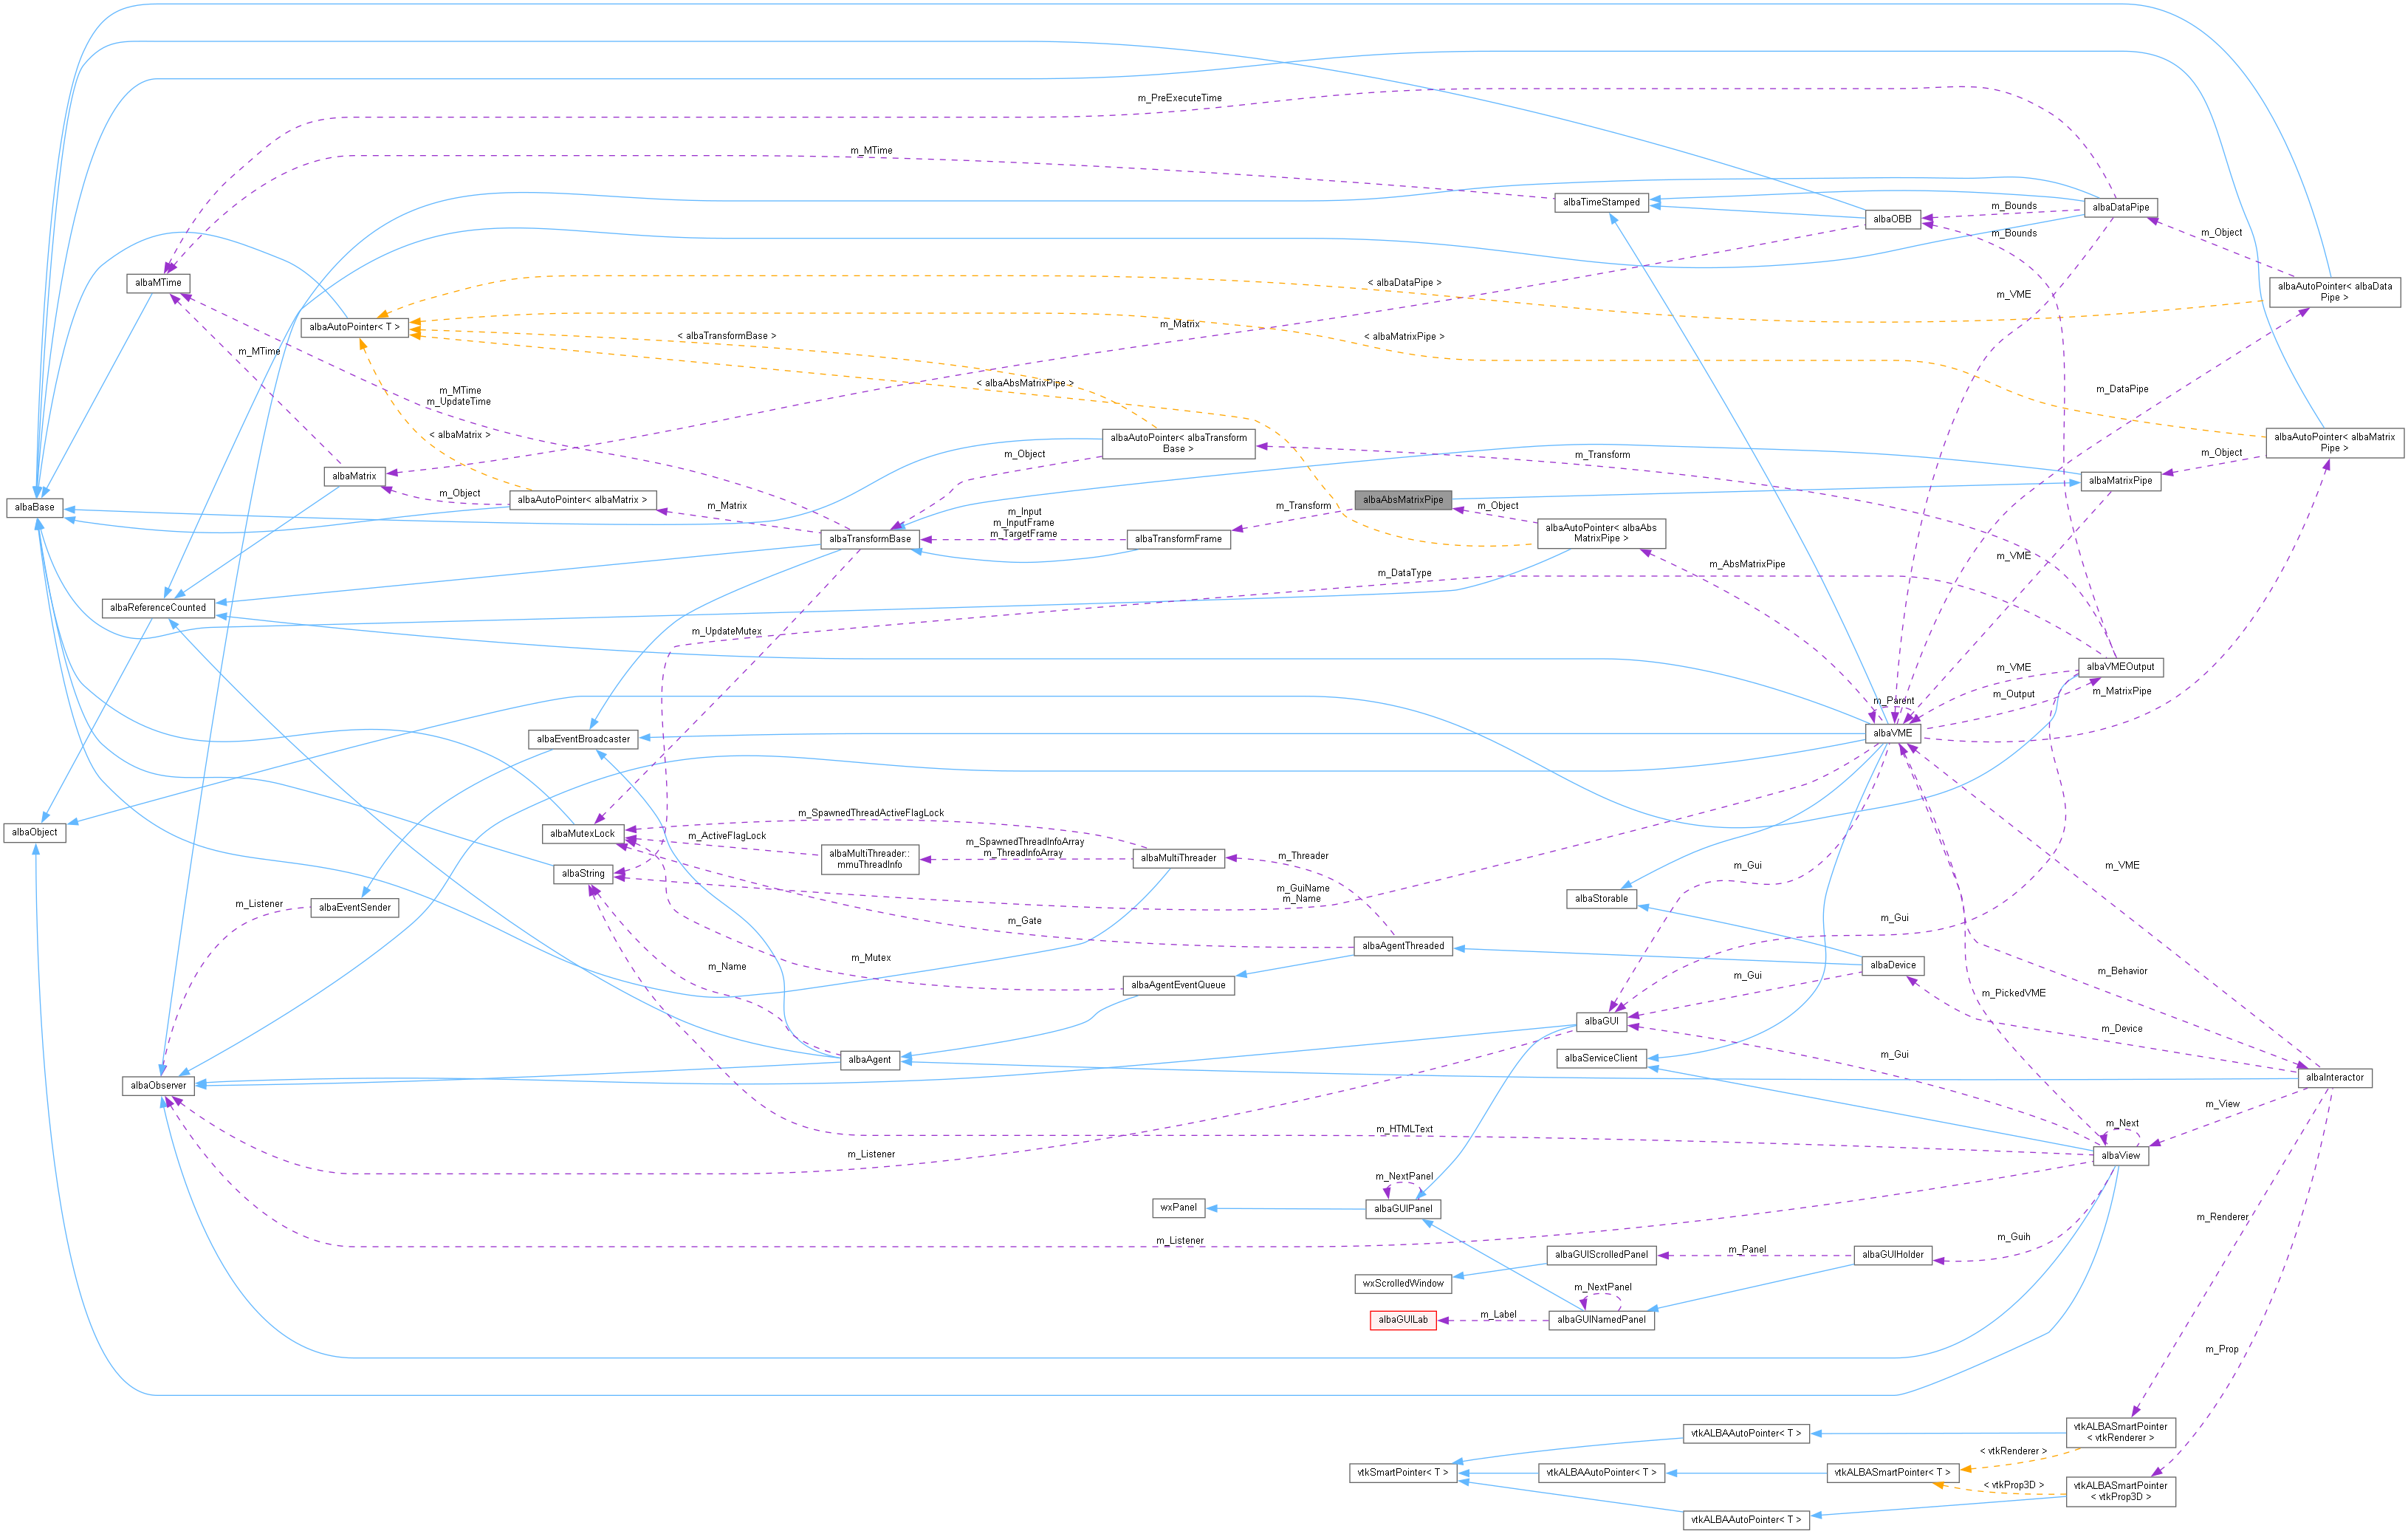 m_PreExecuteTime
m_MTime
albaTimeStamped
albaDataPipe
m_Bounds
albaOBB
m_Bounds
m_Object
albaMTime
< albaDataPipe >
albaAutoPointer< albaData
Pipe >
m_VME
albaAutoPointer< T >
< albaTransformBase >
m_Matrix
< albaMatrixPipe >
m_MTime
< albaAbsMatrixPipe >
m_DataPipe
m_MTime
m_UpdateTime
< albaMatrix >
albaAutoPointer< albaTransform
Base >
albaAutoPointer< albaMatrix
Pipe >
m_Object
m_Transform
m_Object
albaMatrix
albaMatrixPipe
m_Object
albaAutoPointer< albaMatrix >
albaAbsMatrixPipe
albaBase
m_Matrix
m_Input
m_InputFrame
m_TargetFrame
m_Transform
m_Object
albaAutoPointer< albaAbs
MatrixPipe >
albaTransformBase
albaTransformFrame
m_VME
m_AbsMatrixPipe
m_DataType
albaReferenceCounted
m_UpdateMutex
m_VME
albaVMEOutput
m_Parent
m_Output
m_MatrixPipe
albaEventBroadcaster
albaVME
m_SpawnedThreadActiveFlagLock
albaObject
albaMutexLock
m_ActiveFlagLock
m_SpawnedThreadInfoArray
m_ThreadInfoArray
albaMultiThreader::
mmuThreadInfo
albaMultiThreader
m_Threader
m_Gui
m_VME
albaString
m_GuiName
m_Name
albaStorable
m_Listener
albaEventSender
m_Gate
m_Gui
albaAgentThreaded
m_Mutex
m_Name
albaDevice
m_Gui
m_Behavior
albaAgentEventQueue
m_PickedVME
albaGUI
m_Device
albaAgent
albaServiceClient
m_Gui
albaObserver
albaInteractor
m_View
m_HTMLText
m_Next
m_Listener
albaView
m_NextPanel
wxPanel
albaGUIPanel
m_Renderer
m_Listener
m_Guih
albaGUIScrolledPanel
m_Panel
albaGUIHolder
wxScrolledWindow
m_NextPanel
albaGUILab
m_Label
albaGUINamedPanel
m_Prop
vtkALBAAutoPointer< T >
vtkALBASmartPointer
< vtkRenderer >
< vtkRenderer >
vtkSmartPointer< T >
vtkALBAAutoPointer< T >
vtkALBASmartPointer< T >
< vtkProp3D >
vtkALBASmartPointer
< vtkProp3D >
vtkALBAAutoPointer< T >